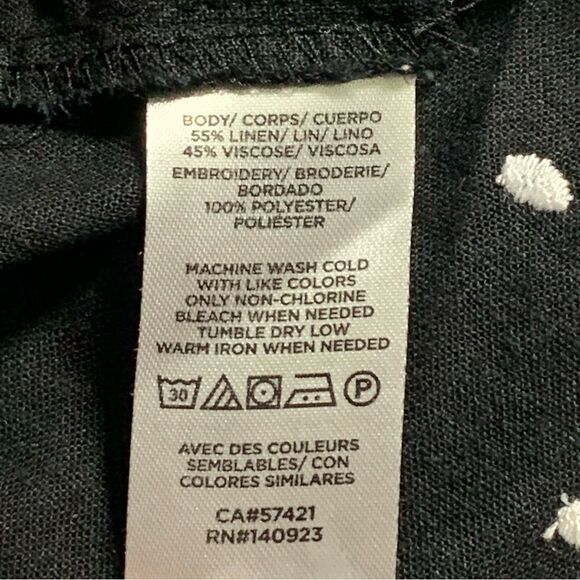 BODY/ CORPS/ CUERPO
55% LINEN/ LIN/ LINO
45% VISCOSE/ VISCOSA
EMBROIDERY/ BRODERIE/
BORDADO
100% POLYESTER/
POLIÉSTER
MACHINE WASH COLD
WITH LIKE COLORS
ONLY NON-CHLORINE
BLEACH WHEN NEEDED
TUMBLE DRY LOW
WARM IRON WHEN NEEDED
30 P
AVEC DES COULEURS
SEMBLABLES/ CON
COLORES SIMILARES
CA#57421
RN#140923